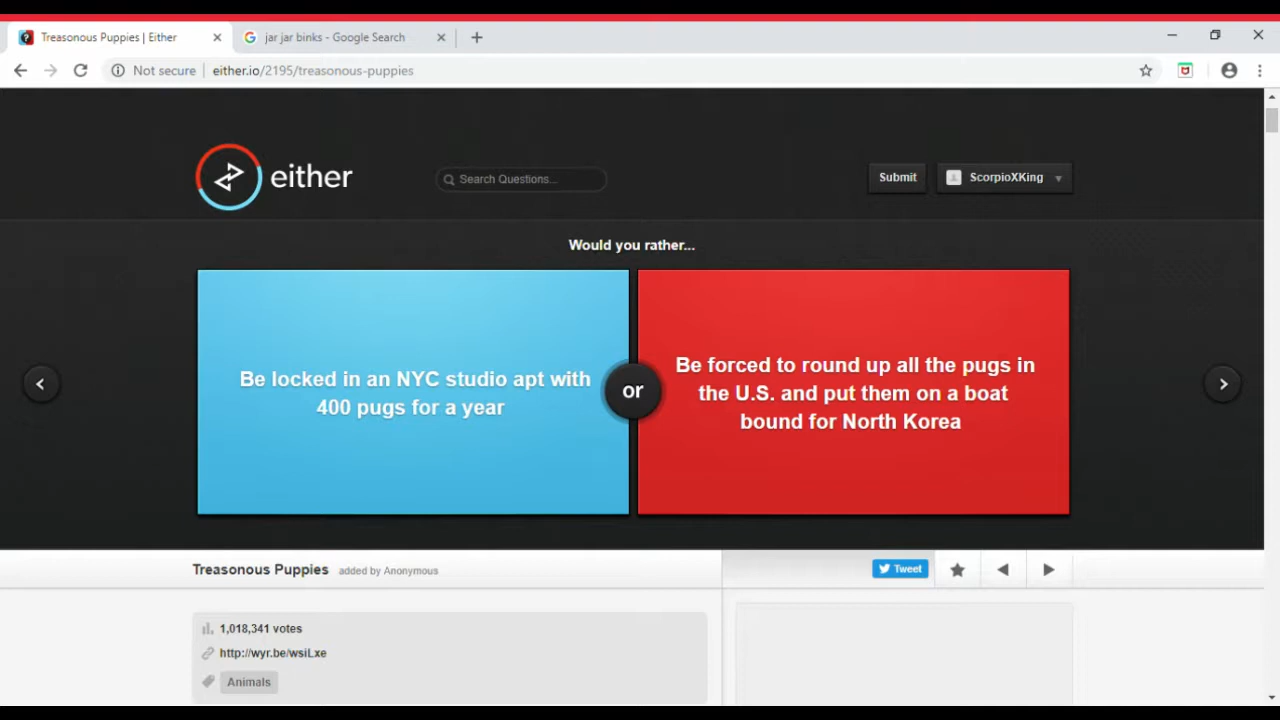 Treasonous Puppies | Either
jar jar binks - Google Search
Not secure
either.io/2195/treasonous-puppies
either
Search Questions...
Submit
ScorpioXKing
Would you rather...
Be locked in an NYC studio apt with
400 pugs for a year
or
Be forced to round up all the pugs in
the U.S. and put them on a boat
bound for North Korea
Treasonous Puppies
added by Anonymous
Tweet
1,018,341 votes
http://wyr.be/wsiLxe
Animals